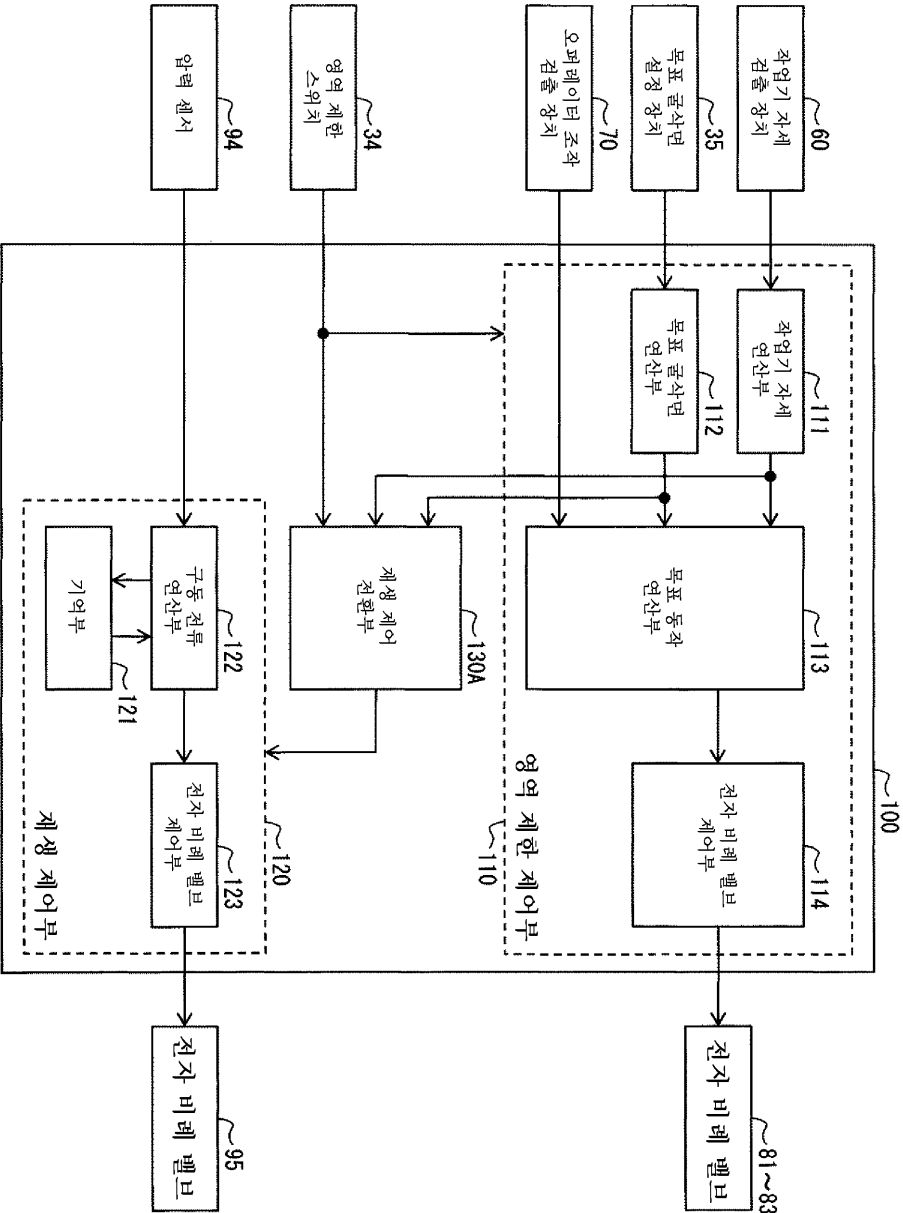 작업기 자세
검출 장치
60
목표 굴삭면
설정 장치
35
오퍼레이터 조작
검출 장치
70
영역 제한
스위치
34
압력 센서
94
100
작업기 자세
연산부
111
목표 굴삭면
연산부
112
목표 동작
연산부
113
전자 비례 밸브
제어부
114
영역 제한 제어부
110
재생 제어
전환부
130A
구동 전류
연산부
122
기억부
121
전자 비례 밸브
제어부
123
120
재생 제어부
전자 비례 밸브
81~83
전자 비례 밸브
95